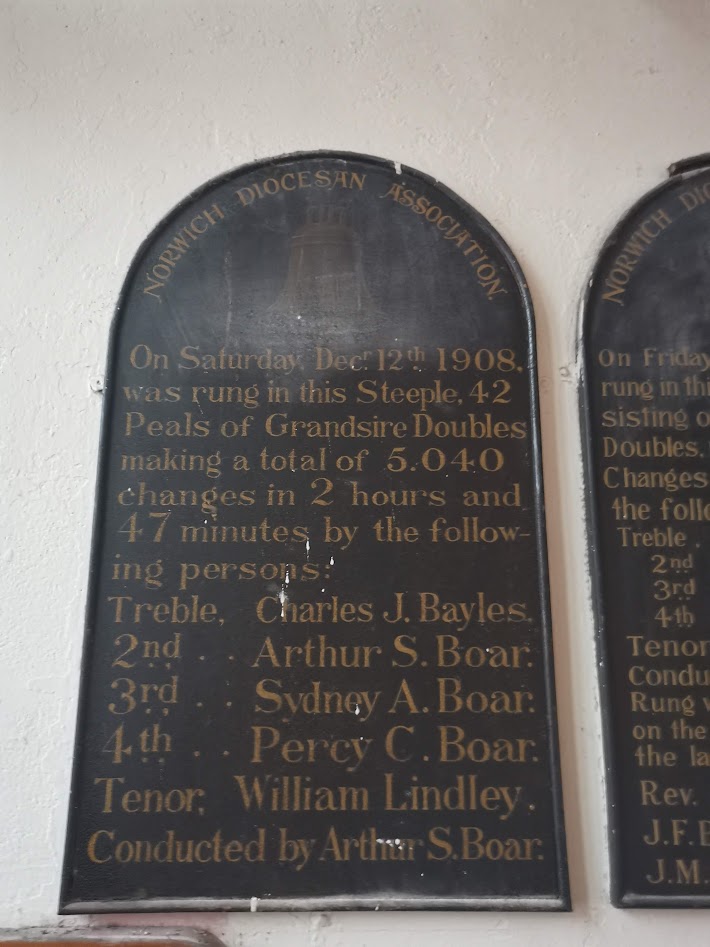 NORWICH DIOCESAN ASSOCIATION.
On Saturday, Decr. 12th 1908,
was rung in this Steeple, 42
Peals of Grandsire Doubles
making a total of 5.040
changes in 2 hours and
47 minutes by the follow-
ing persons:
Treble, Charles J. Bayles.
2nd . . Arthur S. Boar.
3rd . . Sydney A. Boar.
4th . . Percy C. Boar.
Tenor, William Lindley.
Conducted by Arthur S. Boar.
NORWICH
On Friday
rung in thi
sisting o
Doubles,
Changes
the follo
Treble .
2nd
3rd
4th
Tenor
Condu
Rung
on the
the la
Rev.
J.F.
J.M.